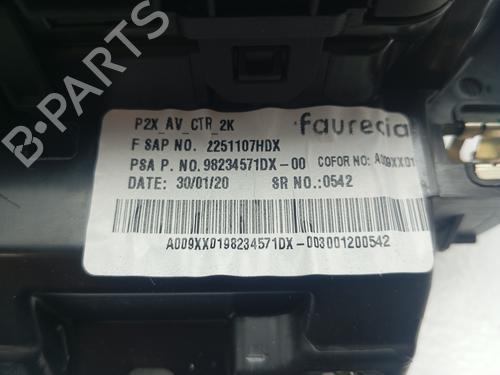 P2X_AV_CTR_2K faurecia
F SAP NO. 2251107HDX
PSA P. NO.98234571DX-00 COFOR NO: A009XX01
DATE: 30/01/20 SR NO.:0542
A009XX0198234571DX-003001200542
B-PARTS